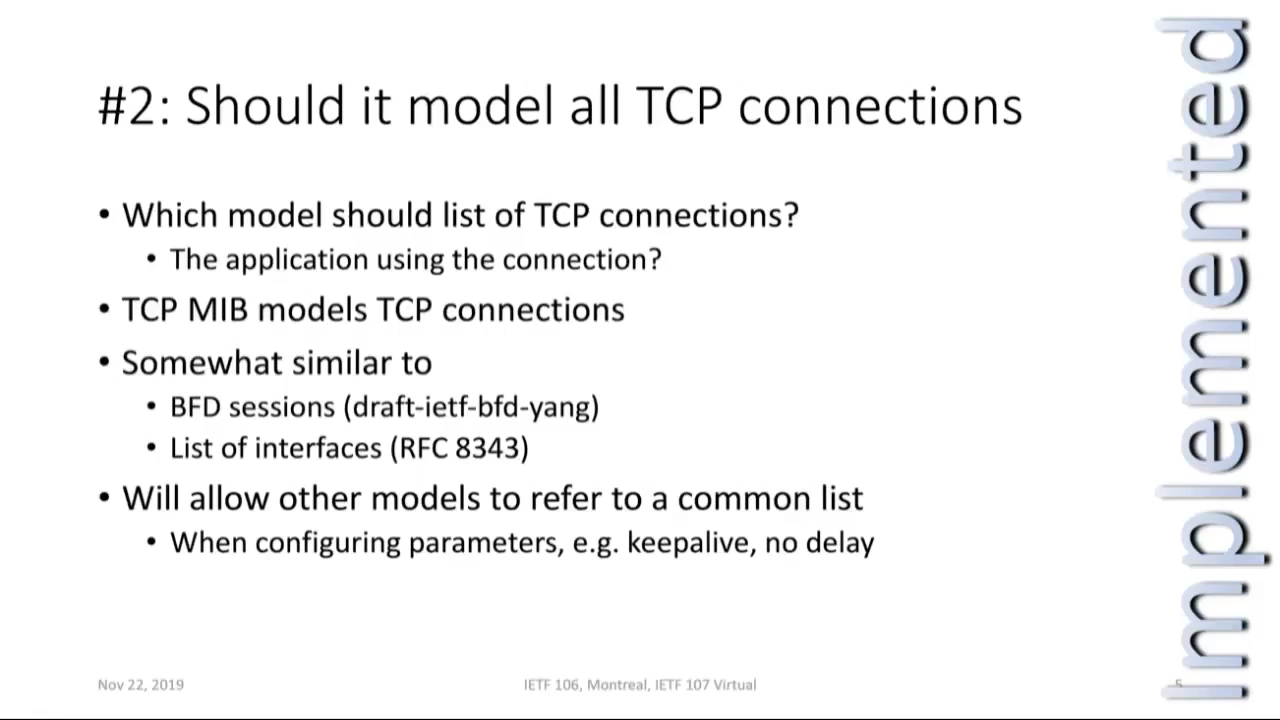 #2: Should it model all TCP connections
• Which model should list of TCP connections?
• The application using the connection?
• TCP MIB models TCP connections
• Somewhat similar to
• BFD sessions (draft-ietf-bfd-yang)
• List of interfaces (RFC 8343)
• Will allow other models to refer to a common list
• When configuring parameters, e.g. keepalive, no delay
Implemented
Nov 22, 2019
IETF 106, Montreal, IETF 107 Virtual
5